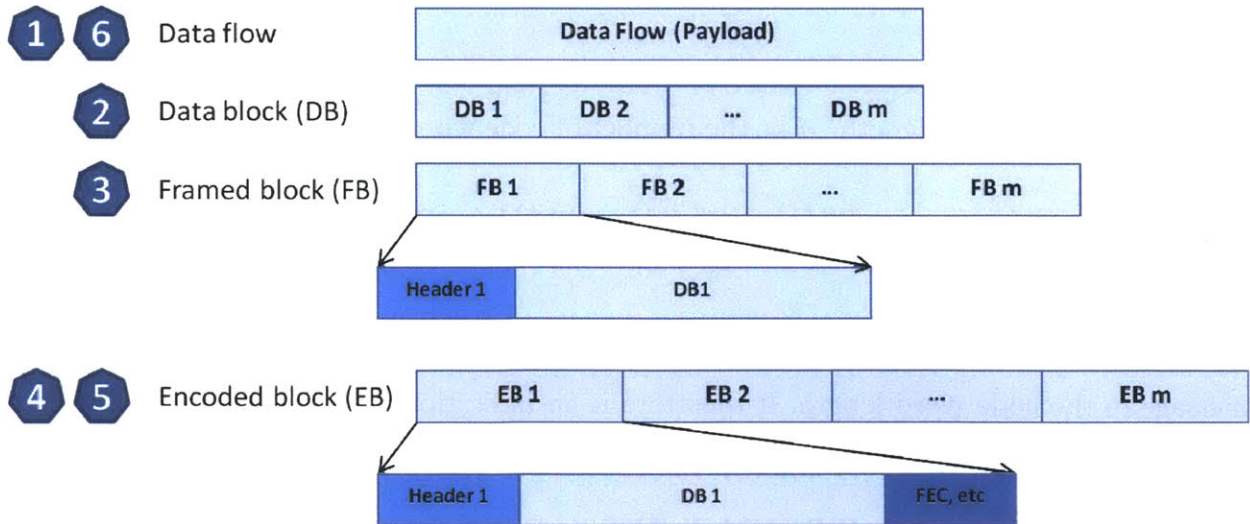 1 6 Data flow Data Flow (Payload)
2 Data block (DB) DB 1 DB 2 ... DB m
3 Framed block (FB) FB 1 FB 2 ... FB m
Header 1 DB1
4 5 Encoded block (EB) EB 1 EB 2 ... EB m
Header 1 DB 1 FEC, etc